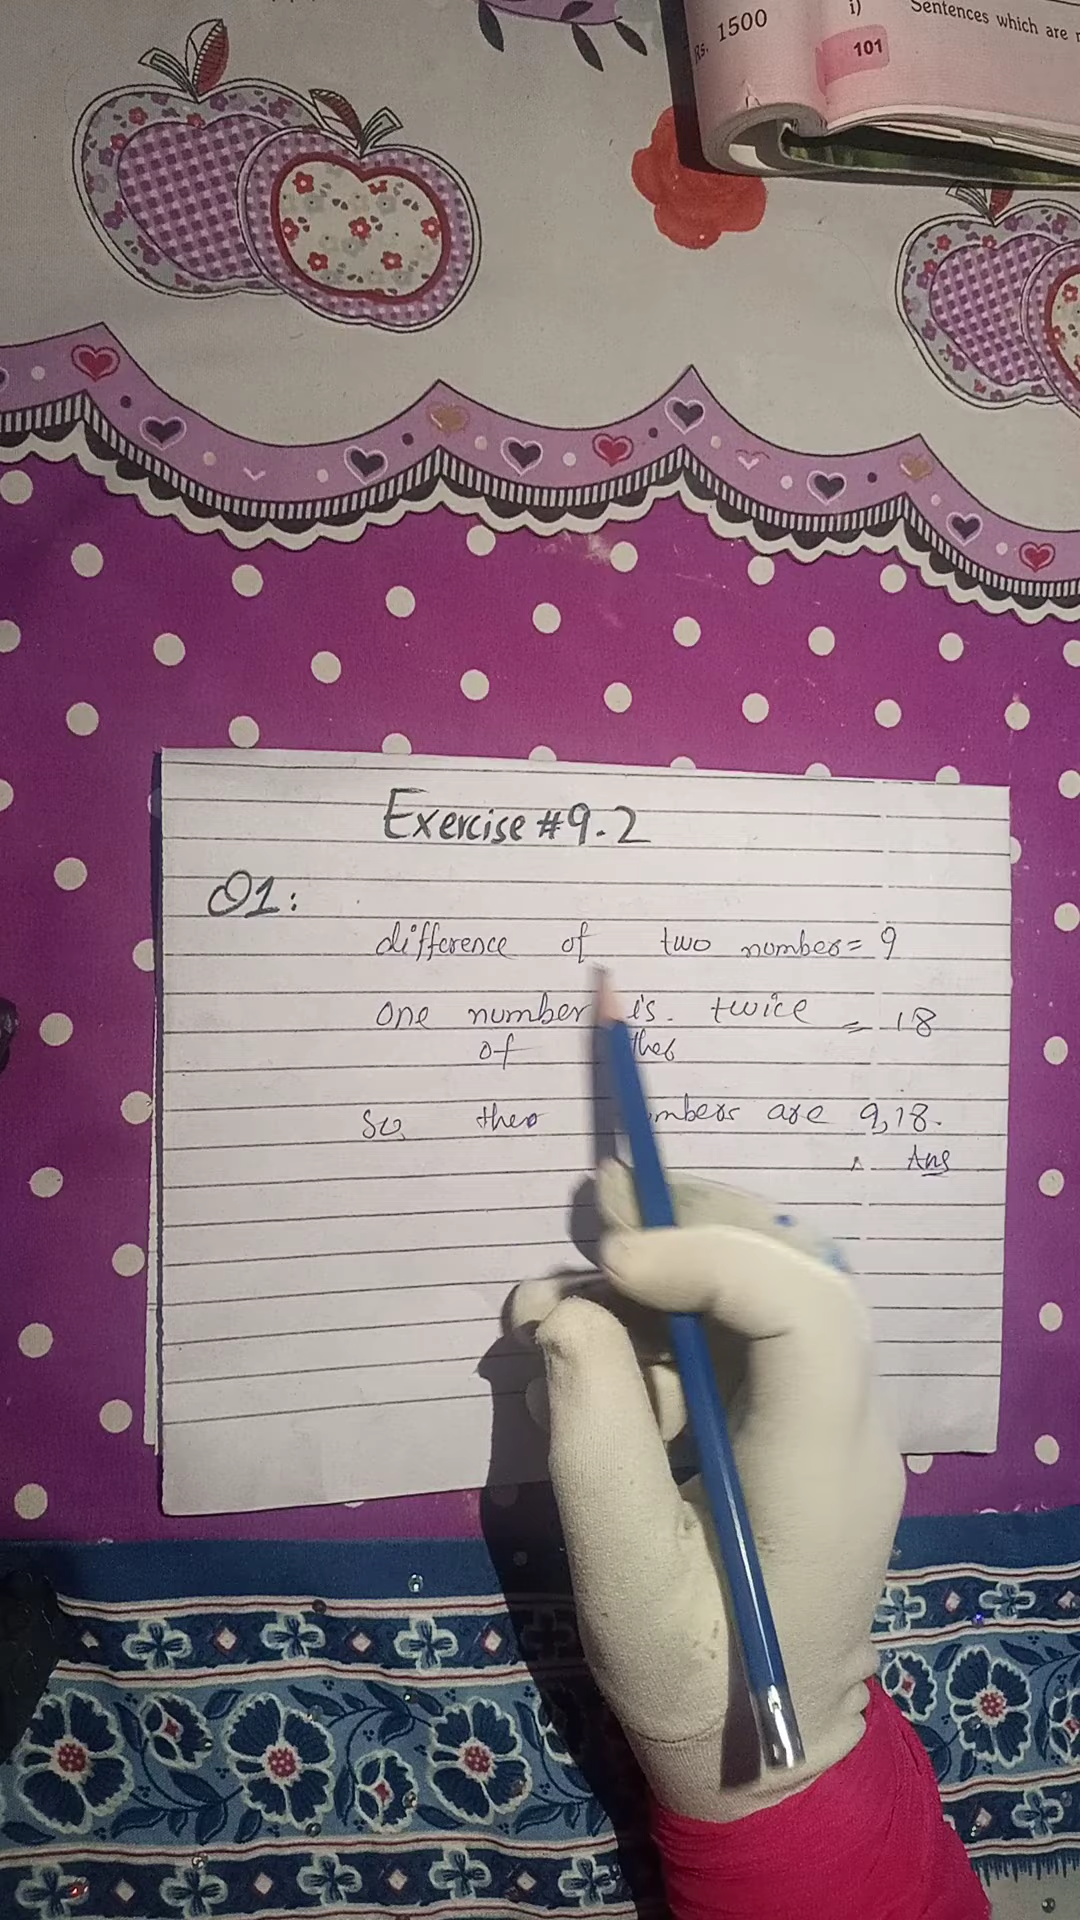 Rs. 1500
i) Sentences which are
101
Exercise #9.2
Q1:
difference of two number = 9
one number is. twice = 18
of
so, numbers are 9,18.
Ans